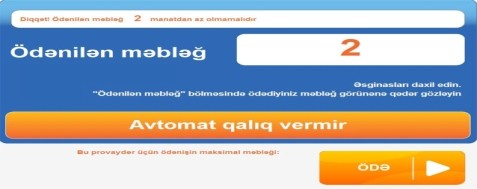 Diqqət! Ödənilən məbləğ 2 manatdan az olmamalıdır
Ödənilən məbləğ 2
Əsginasları daxil edin.
"Ödənilən məbləğ" bölməsində ödədiyiniz məbləğ görünənə qədər gözləyin
Avtomat qalıq vermir
Bu provayder üçün ödənişin maksimal məbləği:
ÖDƏ